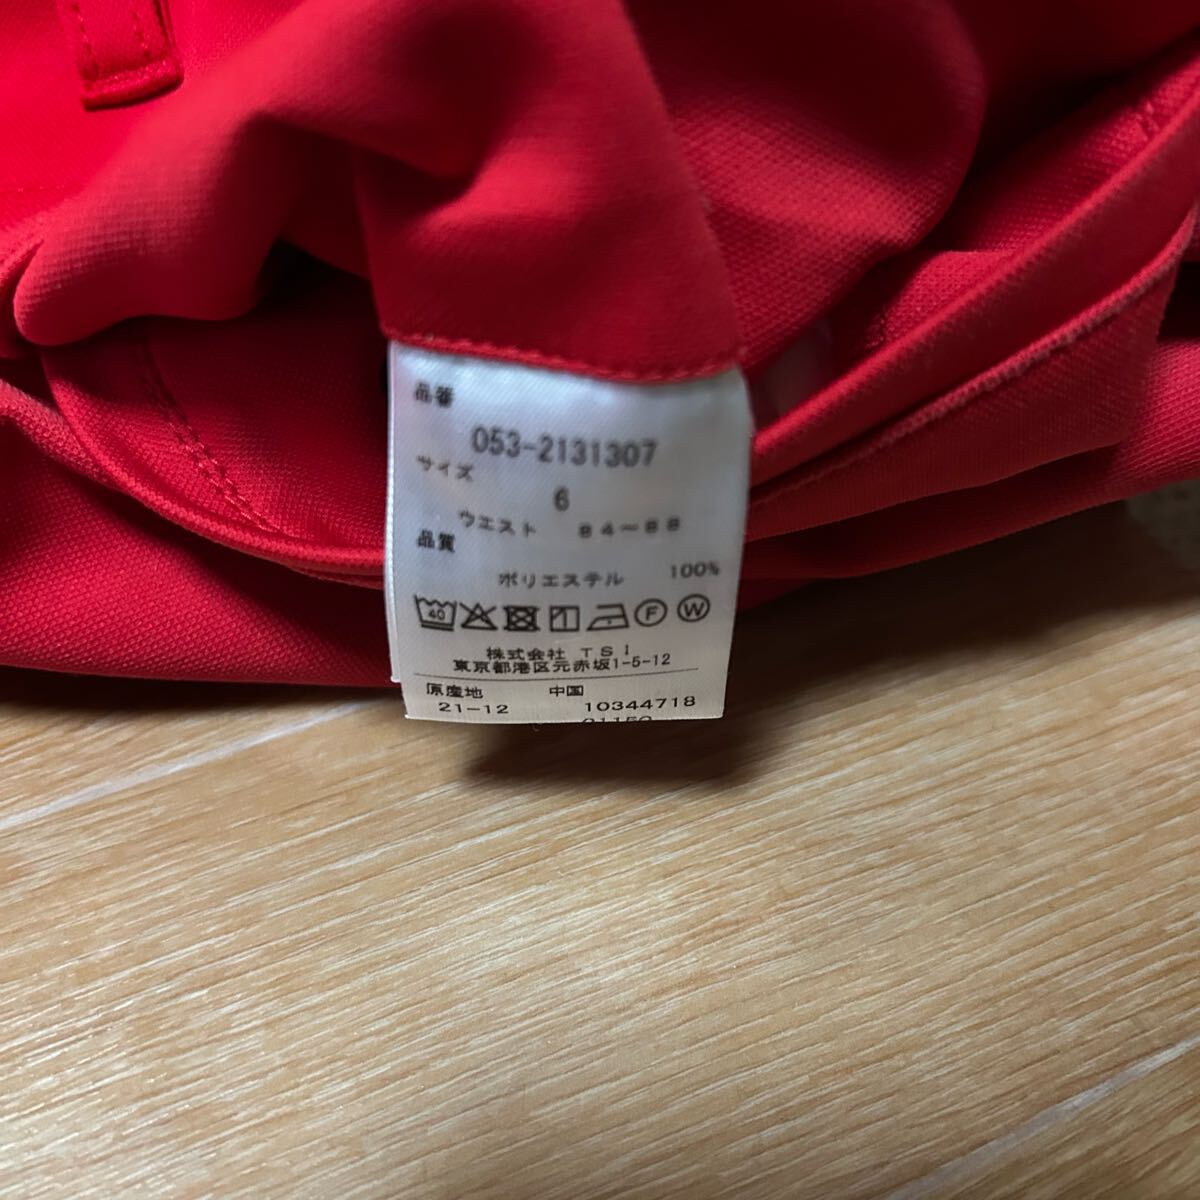 品番
053-2131307
サイズ
6
ウエスト 84～88
品質
ポリエステル 100%
40 F W
株式会社 TSI
東京都港区元赤坂1-5-12
原産地 中国
21-12 10344718